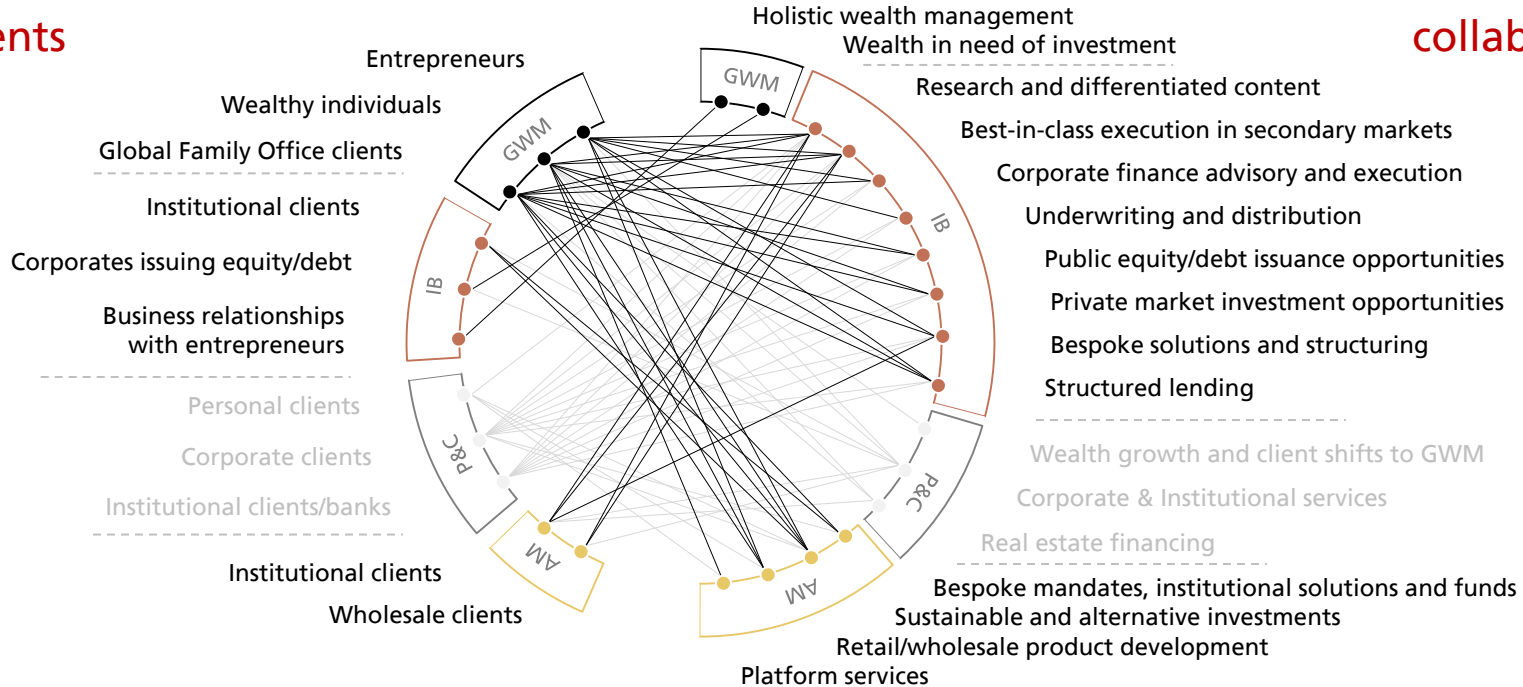 Holistic wealth management
Wealth in need of investment
Entrepreneurs
Wealthy individuals
Global Family Office clients
Institutional clients
Corporates issuing equity/debt
Business relationships
with entrepreneurs
Personal clients
Corporate clients
Institutional clients/banks
Institutional clients
Wholesale clients
GWM
IB
P&C
AM
GWM
IB
P&C
AM
Research and differentiated content
Best-in-class execution in secondary markets
Corporate finance advisory and execution
Underwriting and distribution
Public equity/debt issuance opportunities
Private market investment opportunities
Bespoke solutions and structuring
Structured lending
Wealth growth and client shifts to GWM
Corporate & Institutional services
Real estate financing
Bespoke mandates, institutional solutions and funds
Sustainable and alternative investments
Retail/wholesale product development
Platform services